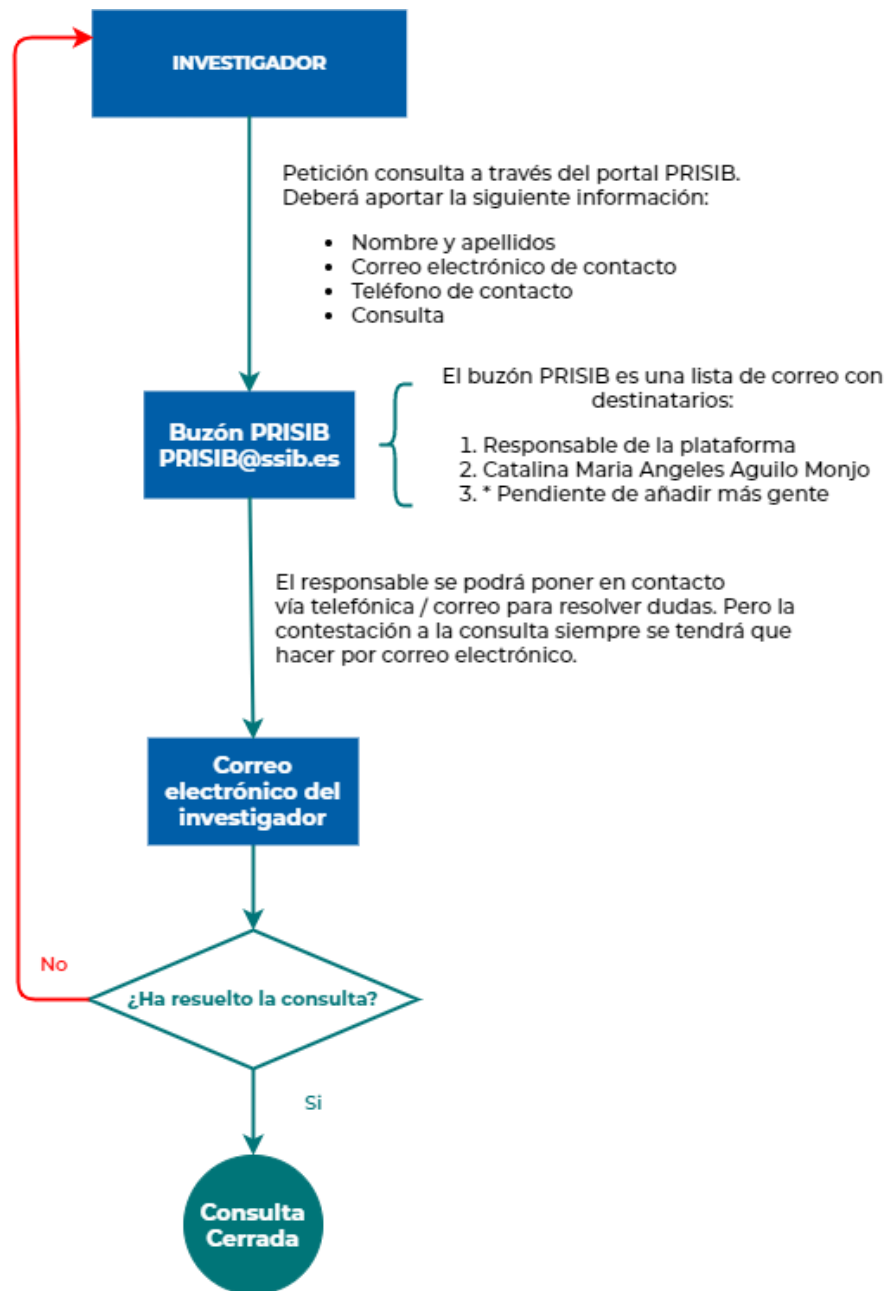 INVESTIGADOR
Petición consulta a través del portal PRISIB.
Deberá aportar la siguiente información:
• Nombre y apellidos
• Correo electrónico de contacto
• Teléfono de contacto
• Consulta
El buzón PRISIB es una lista de correo con
destinatarios:
Buzón PRISIB
PRISIB@ssib.es
1. Responsable de la plataforma
2. Catalina Maria Angeles Aguilo Monjo
3. * Pendiente de añadir más gente
El responsable se podrá poner en contacto
vía telefónica / correo para resolver dudas. Pero la
contestación a la consulta siempre se tendrá que
hacer por correo electrónico.
Correo
electrónico del
investigador
No
¿Ha resuelto la consulta?
Si
Consulta
Cerrada